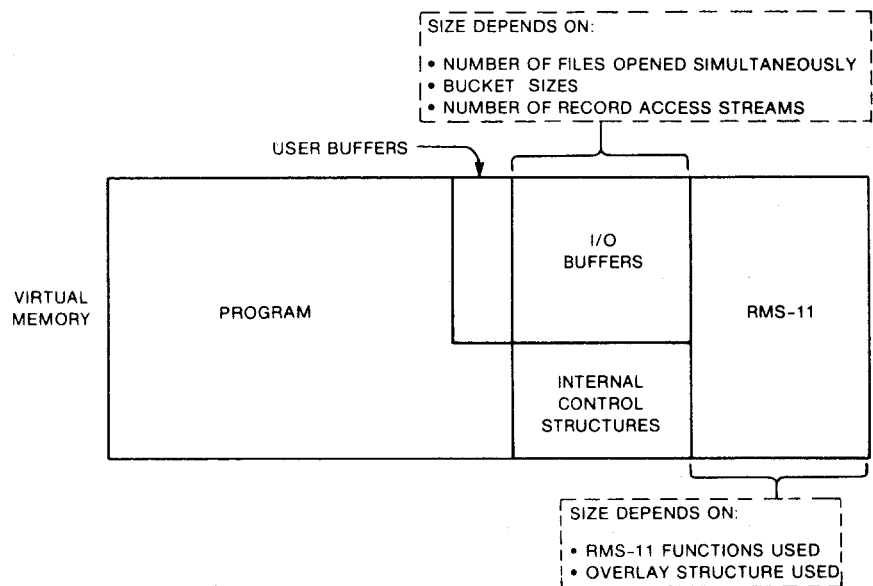 SIZE DEPENDS ON:
• NUMBER OF FILES OPENED SIMULTANEOUSLY
• BUCKET SIZES
• NUMBER OF RECORD ACCESS STREAMS
USER BUFFERS
VIRTUAL
MEMORY
PROGRAM
I/O
BUFFERS
RMS-11
INTERNAL
CONTROL
STRUCTURES
SIZE DEPENDS ON:
• RMS-11 FUNCTIONS USED
• OVERLAY STRUCTURE USED